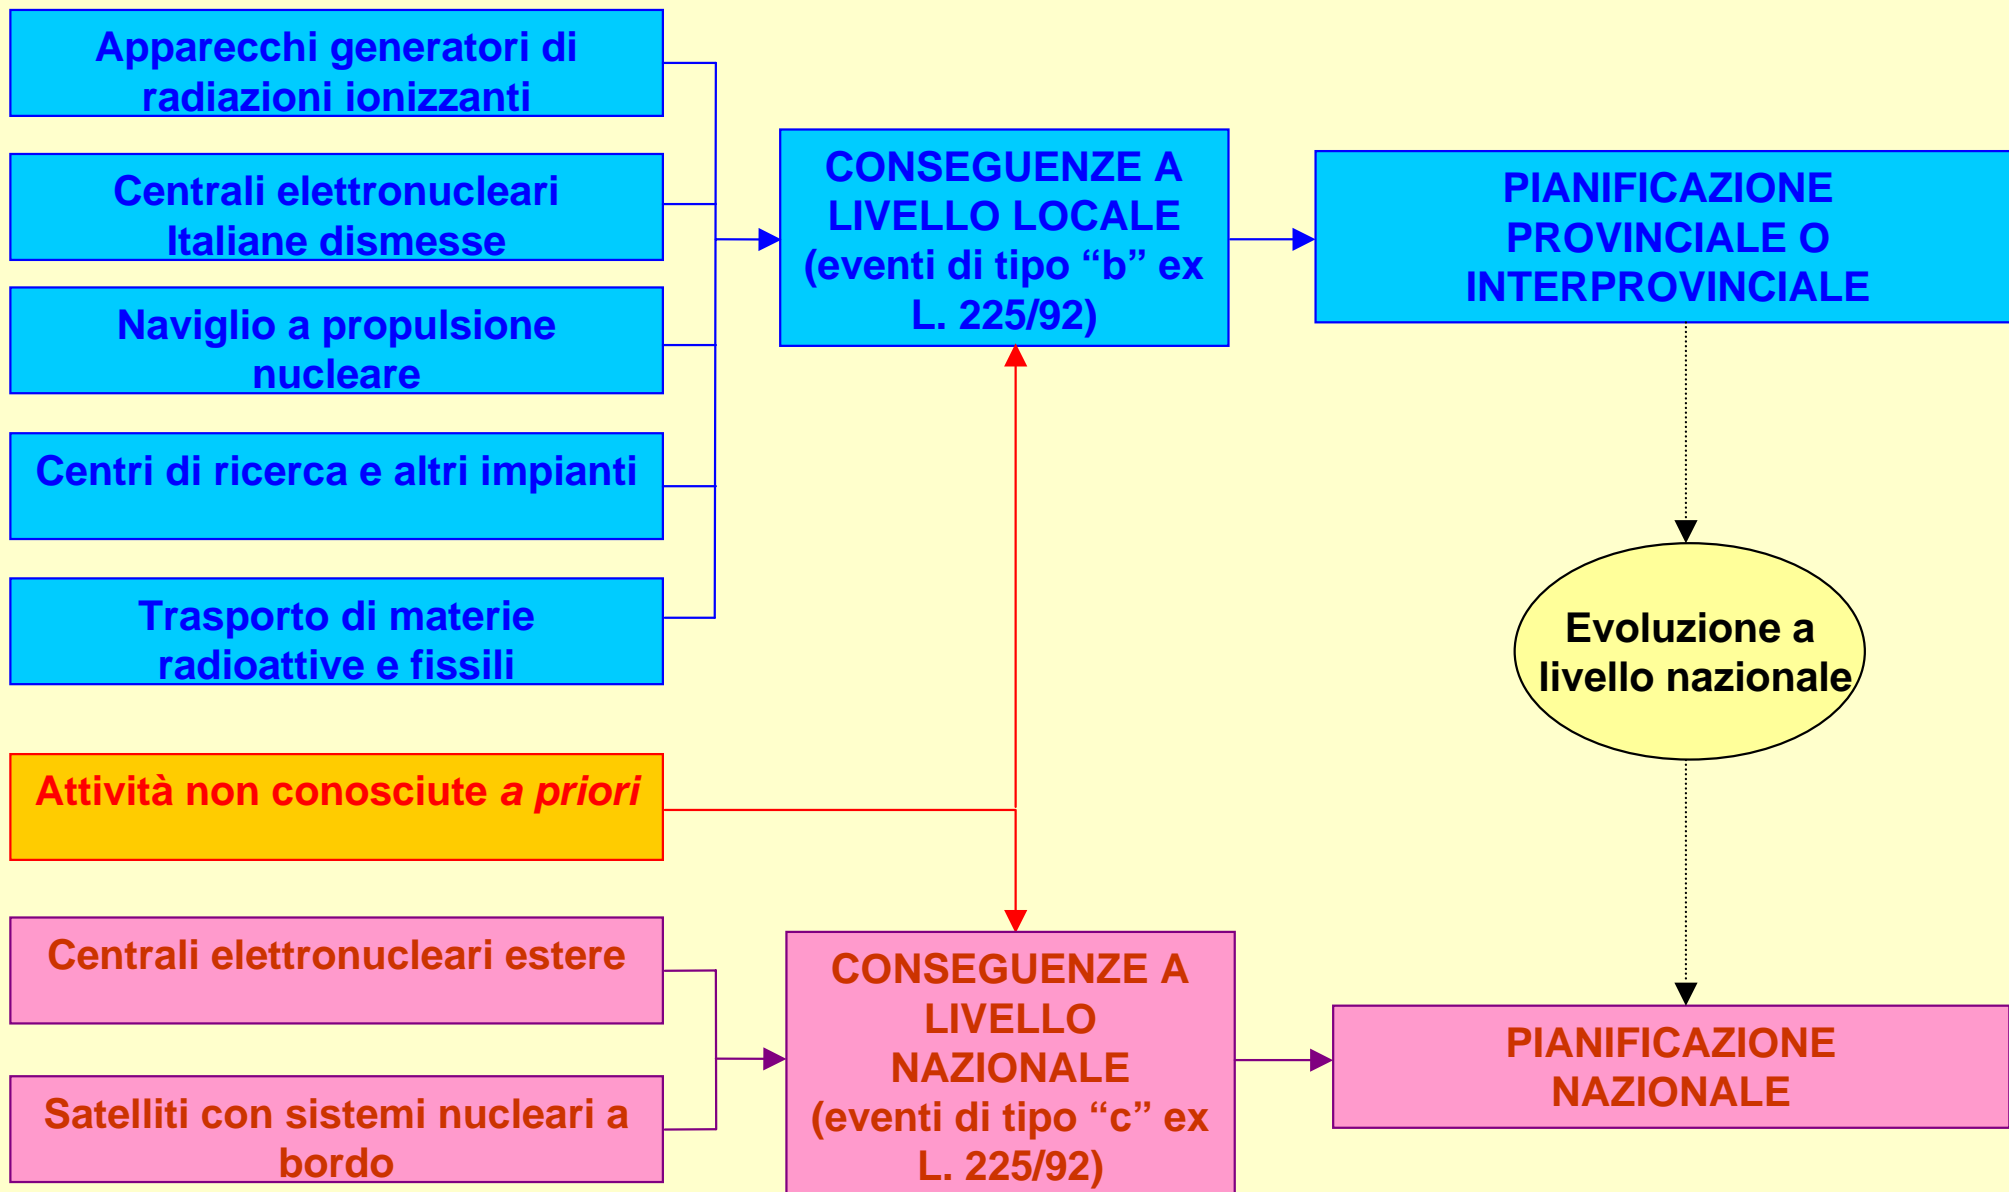 Apparecchi generatori di
radiazioni ionizzanti
Centrali elettronucleari
Italiane dismesse
Naviglio a propulsione
nucleare
Centri di ricerca e altri impianti
Trasporto di materie
radioattive e fissili
Attività non conosciute a priori
Centrali elettronucleari estere
Satelliti con sistemi nucleari a
bordo
CONSEGUENZE A
LIVELLO LOCALE
(eventi di tipo “b” ex
L. 225/92)
CONSEGUENZE A
LIVELLO
NAZIONALE
(eventi di tipo “c” ex
L. 225/92)
PIANIFICAZIONE
PROVINCIALE O
INTERPROVINCIALE
Evoluzione a
livello nazionale
PIANIFICAZIONE
NAZIONALE